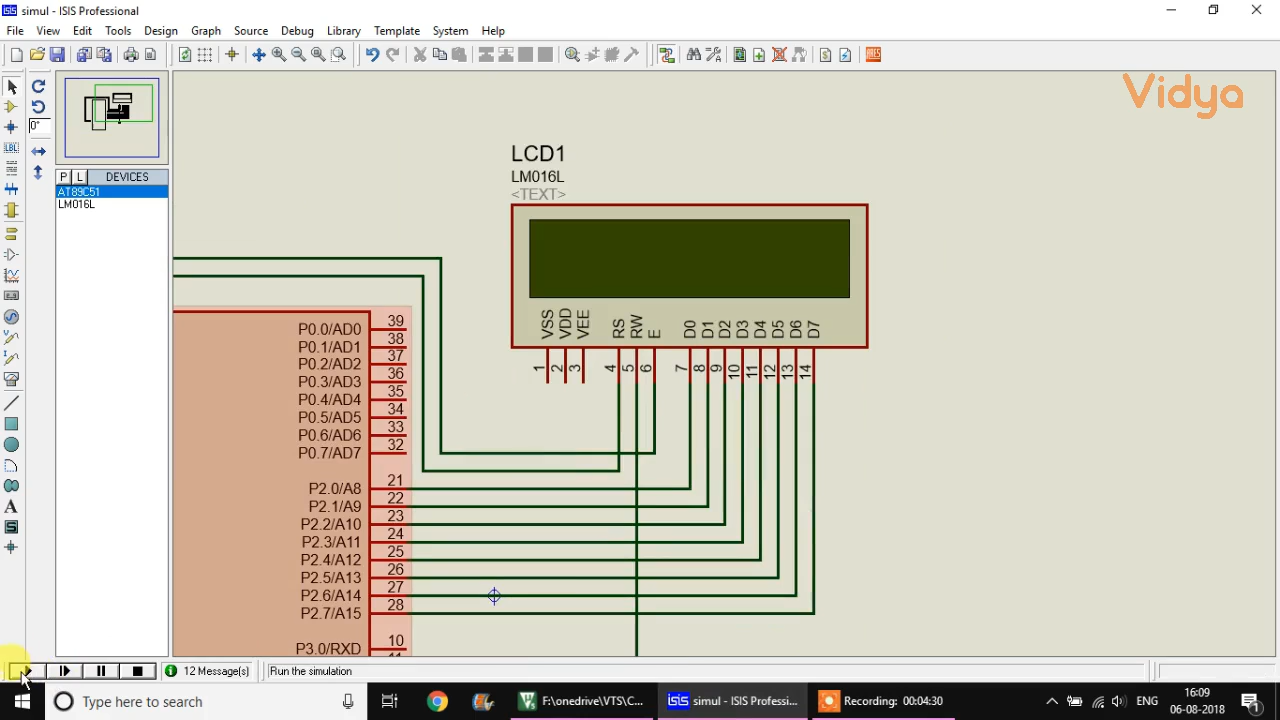 simul - ISIS Professional
File View Edit Tools Design Graph Source Debug Library Template System Help
Vidya
0°
LBL
ARES
P L DEVICES
AT89C51
LM016L
LCD1
LM016L
<TEXT>
VSS VDD VEE RS RW E D0 D1 D2 D3 D4 D5 D6 D7
1 2 3 4 5 6 7 8 9 10 11 12 13 14
P0.0/AD0 39
P0.1/AD1 38
P0.2/AD2 37
P0.3/AD3 36
P0.4/AD4 35
P0.5/AD5 34
P0.6/AD6 33
P0.7/AD7 32
P2.0/A8 21
P2.1/A9 22
P2.2/A10 23
P2.3/A11 24
P2.4/A12 25
P2.5/A13 26
P2.6/A14 27
P2.7/A15 28
P3.0/RXD 10
A
S
12 Message(s) Run the simulation
Type here to search F:\onedrive\VTS\C... simul - ISIS Professi... Recording: 00:04:30 ENG 16:09
06-08-2018
1